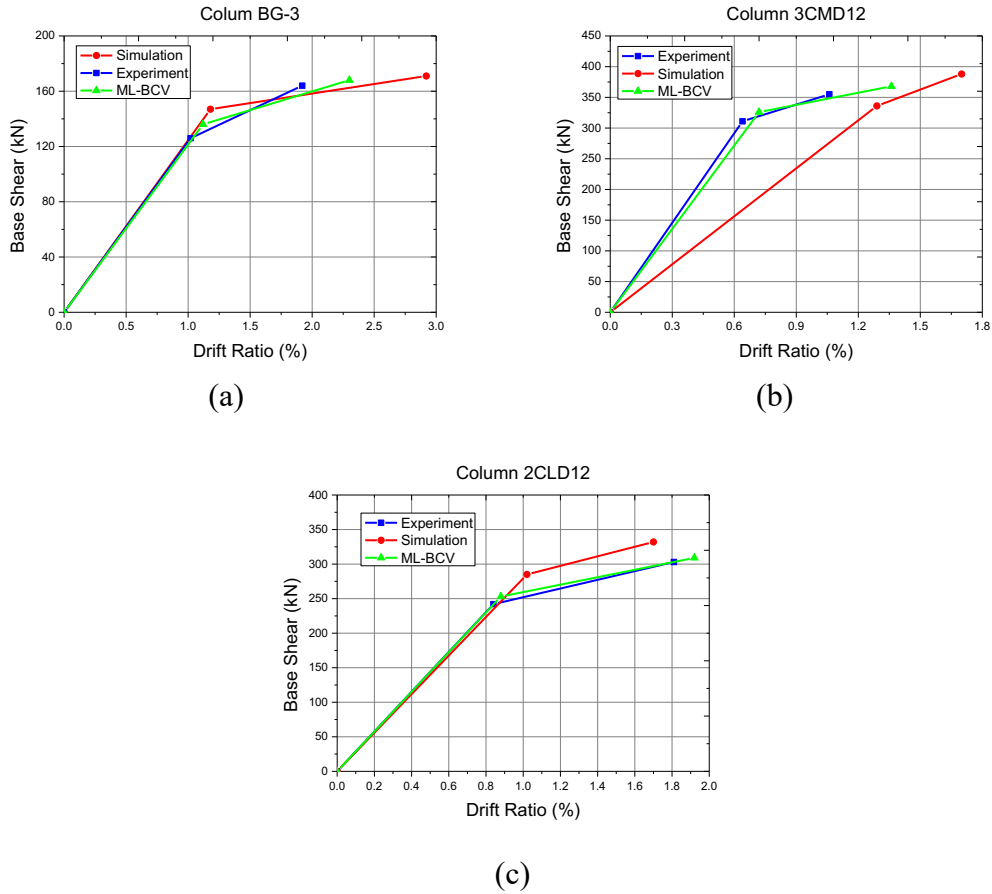 Colum BG-3
200
160
120
80
40
0
Base Shear (kN)
Simulation
Experiment
ML-BCV
0.0 0.5 1.0 1.5 2.0 2.5 3.0
Drift Ratio (%)
(a)
Column 3CMD12
450
400
350
300
250
200
150
100
50
0
Base Shear (kN)
Experiment
Simulation
ML-BCV
0.0 0.3 0.6 0.9 1.2 1.5 1.8
Drift Ratio (%)
(b)
Column 2CLD12
400
350
300
250
200
150
100
50
0
Base Shear (kN)
Experiment
Simulation
ML-BCV
0.0 0.2 0.4 0.6 0.8 1.0 1.2 1.4 1.6 1.8 2.0
Drift Ratio (%)
(c)